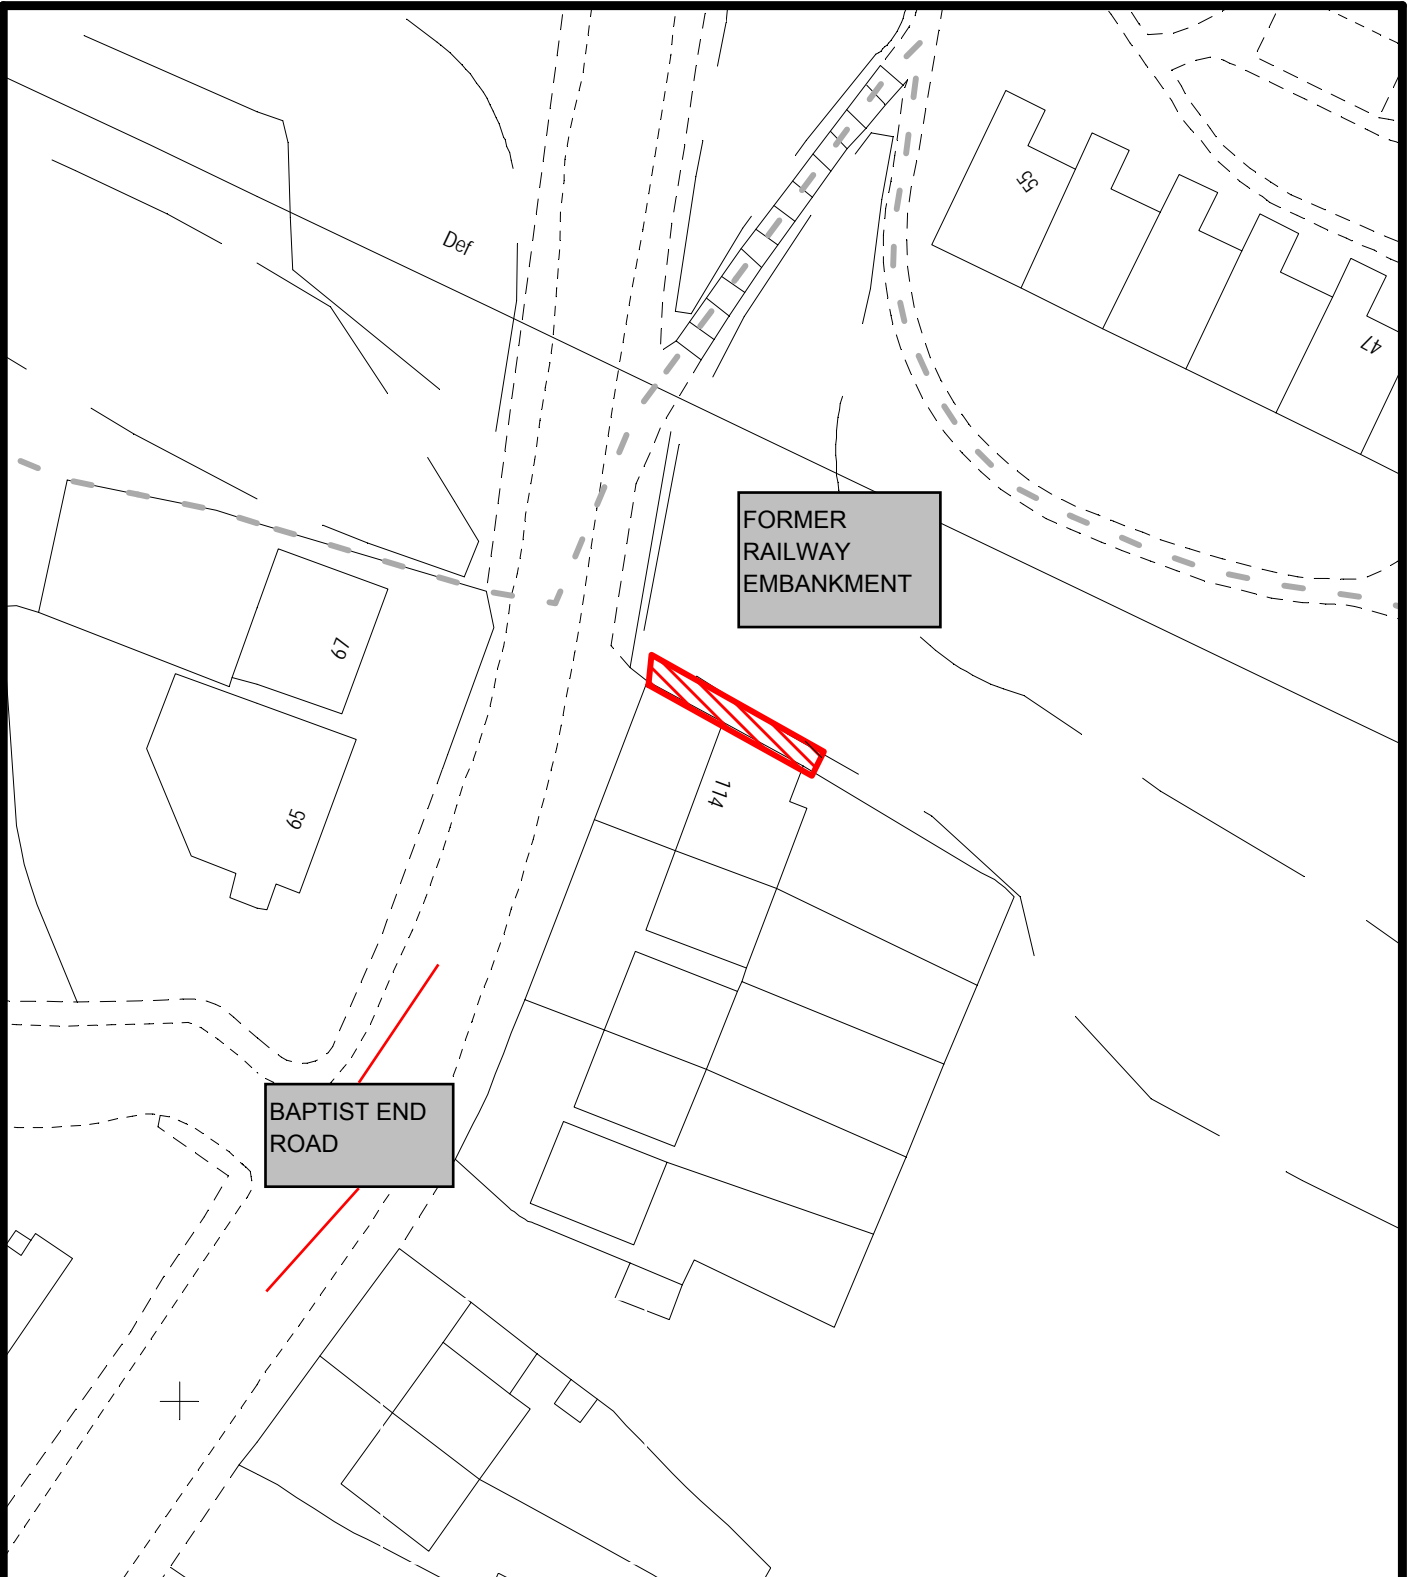 55
Def
47
FORMER
RAILWAY
EMBANKMENT
67
114
65
BAPTIST END
ROAD